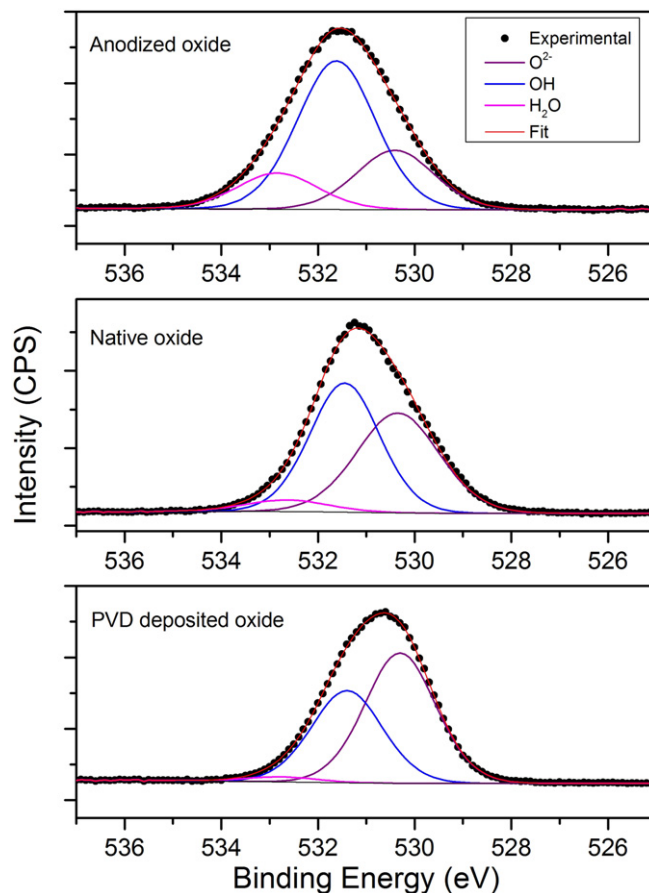 Anodized oxide
Experimental
O²⁻
OH
H₂O
Fit
536 534 532 530 528 526
Native oxide
536 534 532 530 528 526
PVD deposited oxide
536 534 532 530 528 526
Intensity (CPS)
Binding Energy (eV)